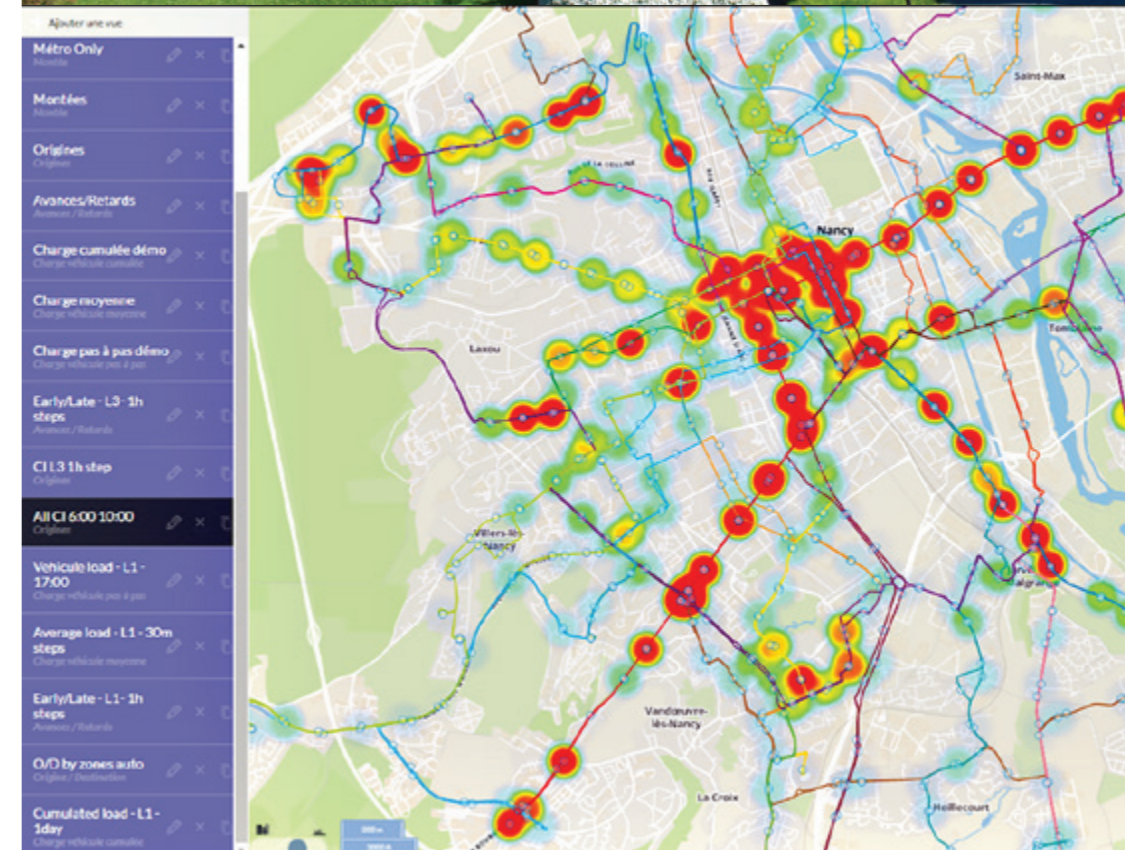 Ajouter une vue
Métro Only
Montée
Montées
Montée
Origines
Origines
Avances/Retards
Avances / Retards
Charge cumulée démo
Charge véhicule cumulée
Charge moyenne
Charge véhicule moyenne
Charge pas à pas démo
Charge véhicule pas à pas
Early/Late - L3- 1h
steps
Avances / Retards
CI L3 1h step
Origines
All CI 6:00 10:00
Origines
Vehicule load - L1 -
17:00
Charge véhicule pas à pas
Average load - L1 - 30m
steps
Charge véhicule moyenne
Early/Late - L1- 1h
steps
Avances / Retards
O/D by zones auto
Origine / Destination
Cumulated load - L1 -
1day
Charge véhicule cumulée
Saint-Max
Nancy
Laxou
Villers-lès-
Nancy
Vandœuvre-
lès-Nancy
La Croix
Heillecourt